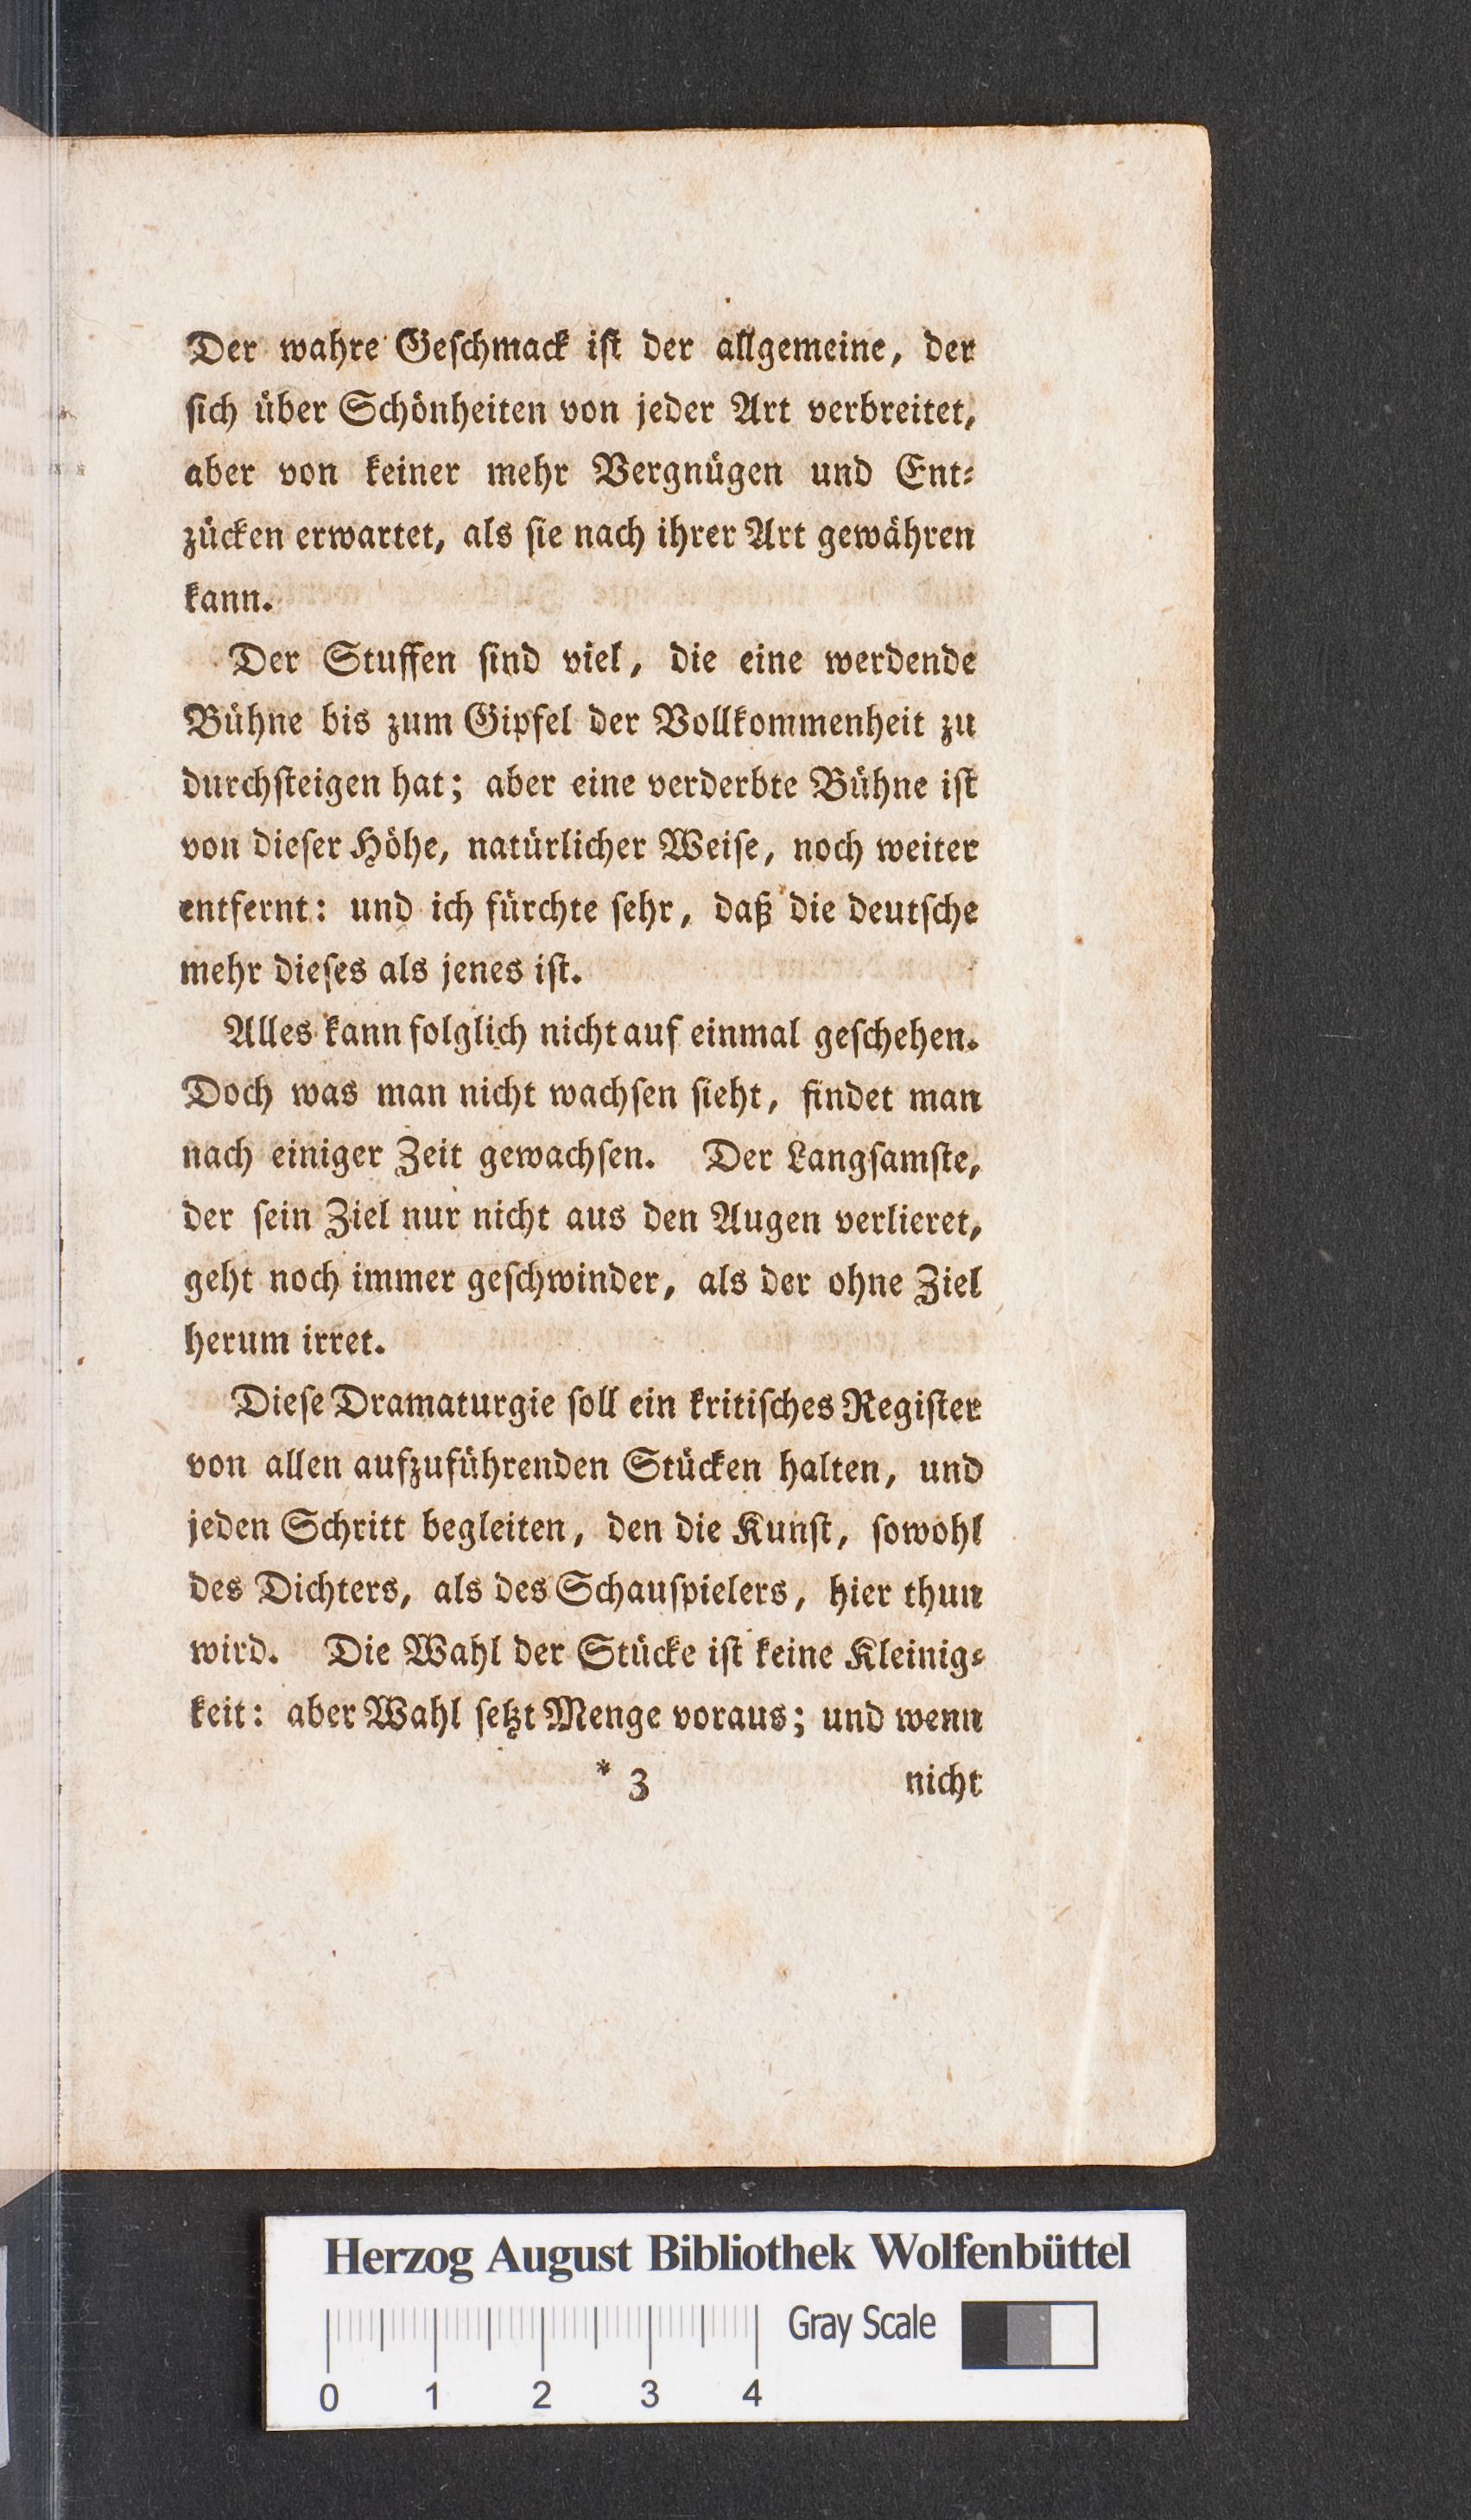 Der wahre Geſchmack iſt der allgemeine, der
ſich über Schönheiten von jeder Art verbreitet,
aber von keiner mehr Vergnügen und Ent⸗
zücken erwartet, als ſie nach ihrer Art gewähren
kann.
Der Stuffen ſind viel, die eine werdende
Bühne bis zum Gipfel der Vollkommenheit zu
durchſteigen hat; aber eine verderbte Bühne iſt
von dieſer Höhe, natürlicher Weiſe, noch weiter
entfernt: und ich fürchte ſehr, daß die deutſche
mehr dieſes als jenes iſt.
Alles kann folglich nicht auf einmal geſchehen.
Doch was man nicht wachſen ſieht, findet man
nach einiger Zeit gewachſen. Der Langſamſte,
der ſein Ziel nur nicht aus den Augen verlieret,
geht noch immer geſchwinder, als der ohne Ziel
herum irret.
Dieſe Dramaturgie ſoll ein kritiſches Regiſter
von allen aufzuführenden Stücken halten, und
jeden Schritt begleiten, den die Kunſt, ſowohl
des Dichters, als des Schauſpielers, hier thun
wird. Die Wahl der Stücke iſt keine Kleinig⸗
keit: aber Wahl ſetzt Menge voraus; und wenn
* 3 nicht
Herzog August Bibliothek Wolfenbüttel
Gray Scale
0 1 2 3 4